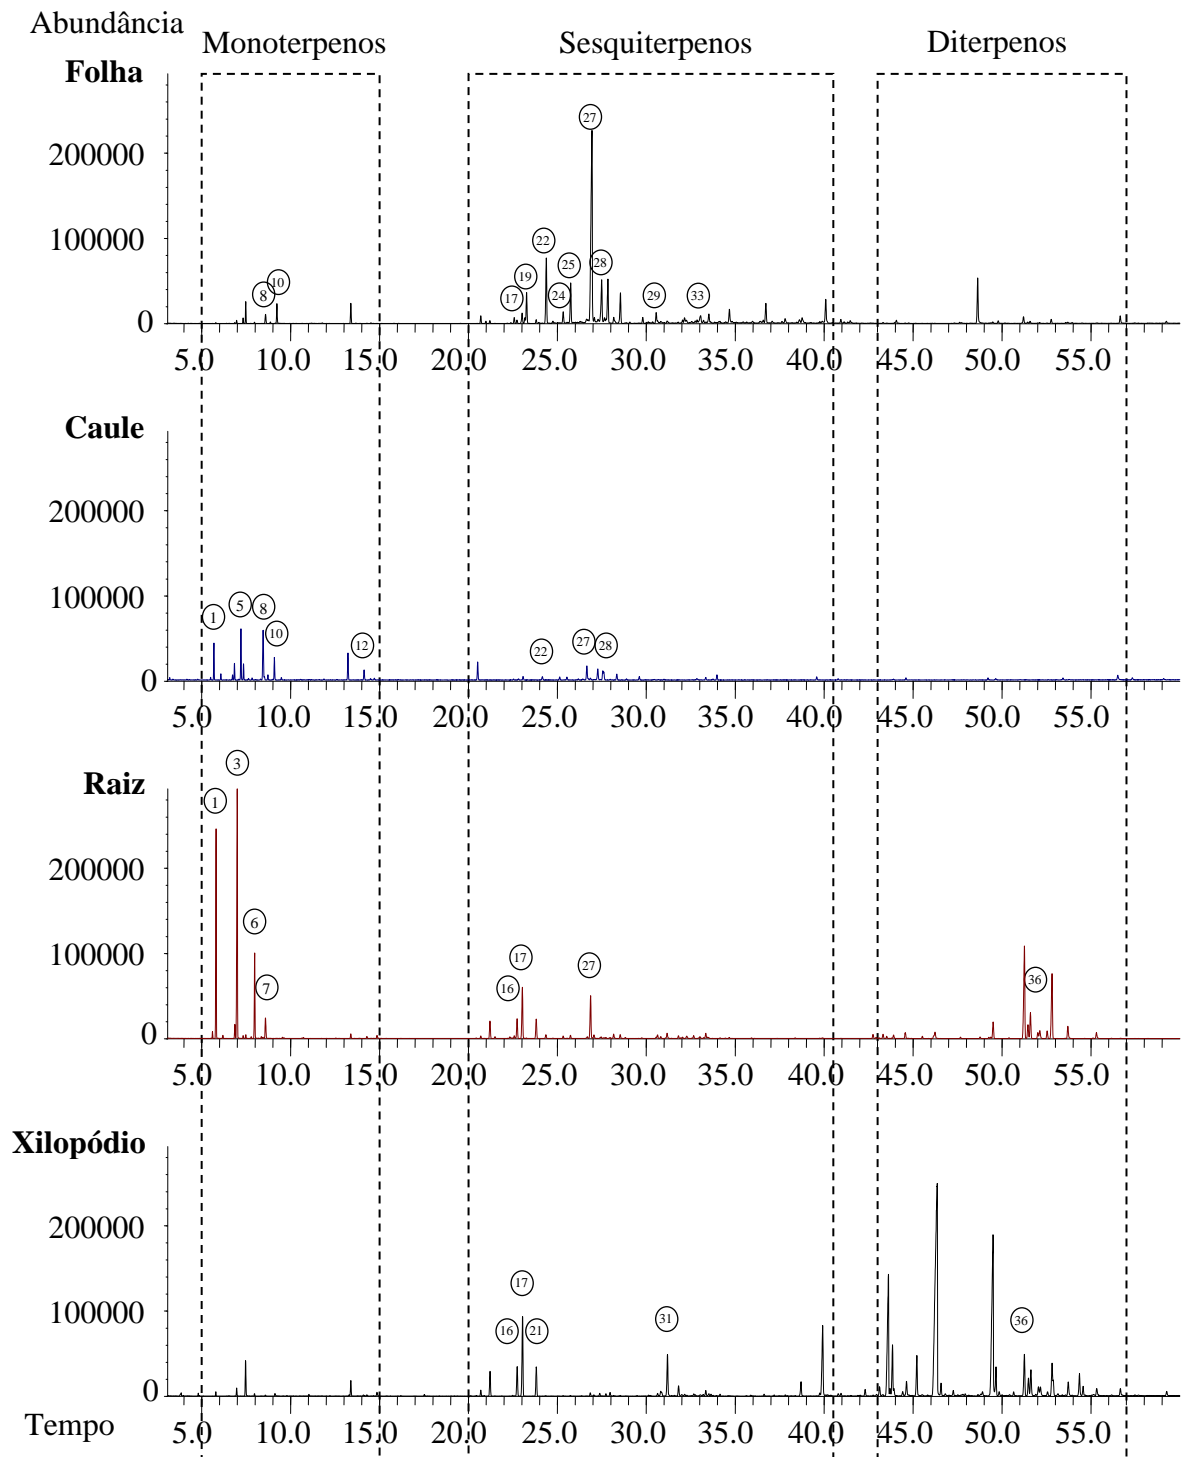 Abundância
Monoterpenos Sesquiterpenos Diterpenos
Folha
27
200000
22
100000
10 19 25 28
8 17 24 29 33
0
5.0 10.0 15.0 20.0 25.0 30.0 35.0 40.0 45.0 50.0 55.0
Caule
200000
100000
1 5 8
10 12 22 27 28
0
5.0 10.0 15.0 20.0 25.0 30.0 35.0 40.0 45.0 50.0 55.0
3
Raiz
1
200000
6
17 27
100000
7 16 36
0
5.0 10.0 15.0 20.0 25.0 30.0 35.0 40.0 45.0 50.0 55.0
Xilopódio
200000
17
100000
16 21 31 36
0
Tempo
5.0 10.0 15.0 20.0 25.0 30.0 35.0 40.0 45.0 50.0 55.0